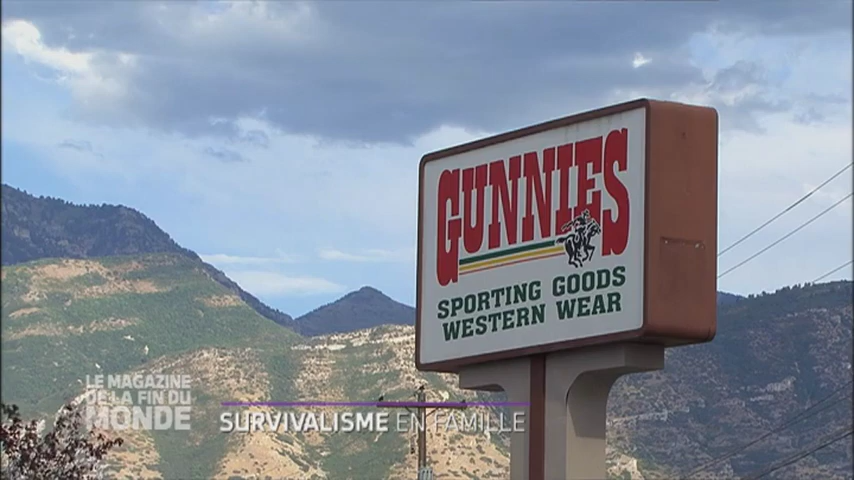 GUNNIES
SPORTING GOODS
WESTERN WEAR
LE MAGAZINE
DE LA FIN DU
MONDE
SURVIVALISME EN FAMILLE